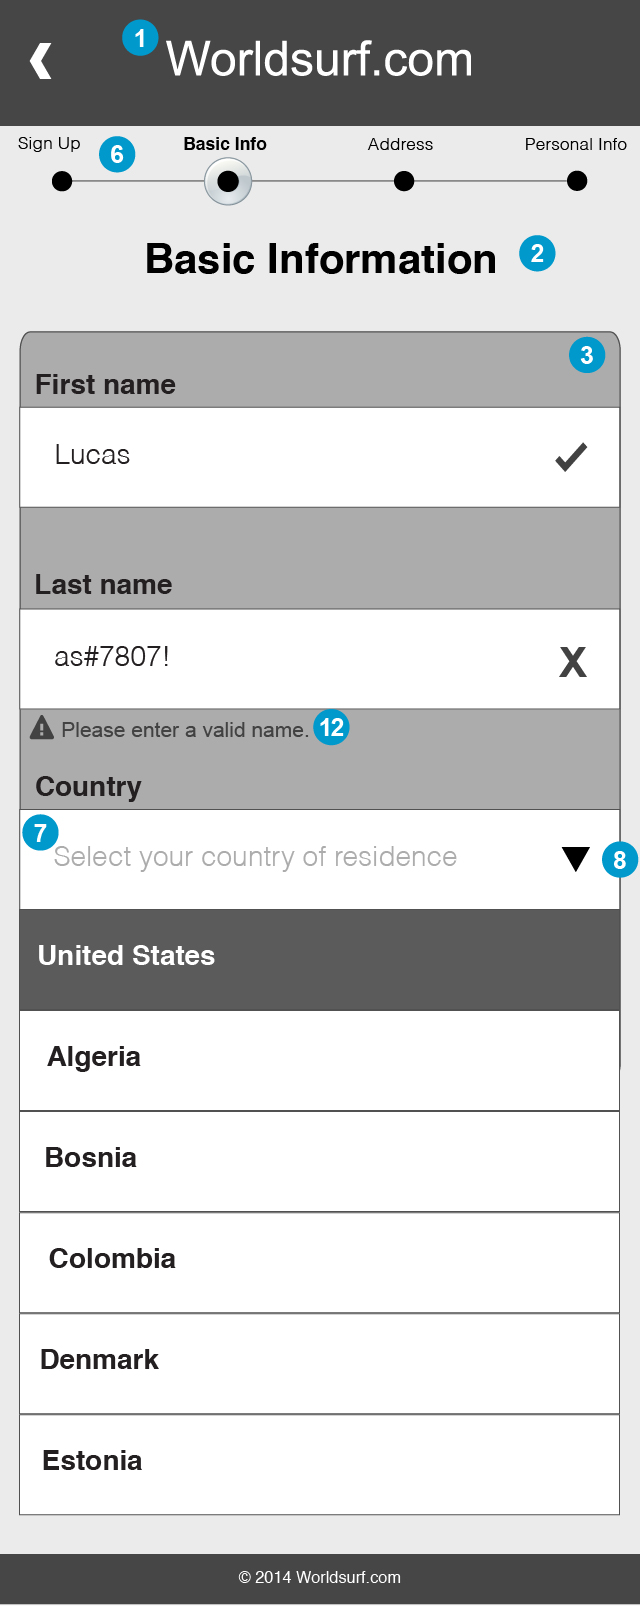 1
Worldsurf.com
Sign Up
6
Basic Info
Address
Personal Info
Basic Information 2
3
First name
Lucas
Last name
as#7807!
X
Please enter a valid name. 12
Country
7
Select your country of residence
8
United States
Algeria
Bosnia
Colombia
Denmark
Estonia
© 2014 Worldsurf.com